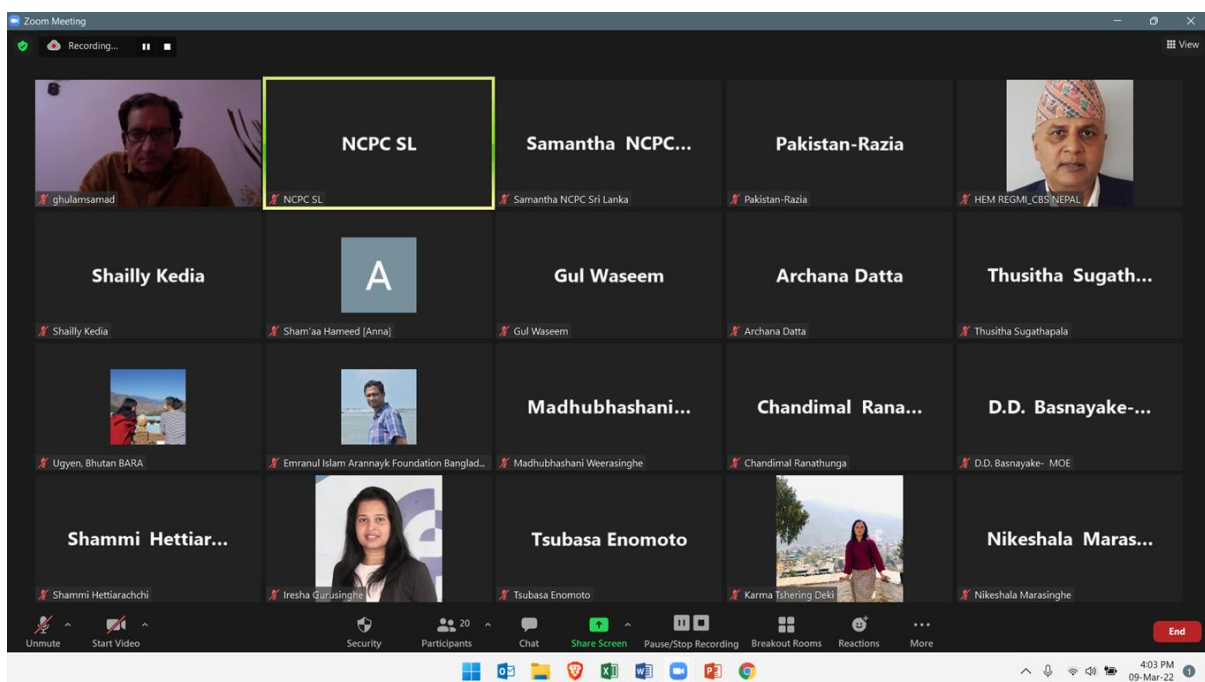 Zoom Meeting
Recording...
View
ghulamsamad
NCPC SL
NCPC SL
Samantha NCPC...
Samantha NCPC Sri Lanka
Pakistan-Razia
Pakistan-Razia
HEM REGMI_CBS NEPAL
Shailly Kedia
Shailly Kedia
A
Sham'aa Hameed [Anna]
Gul Waseem
Gul Waseem
Archana Datta
Archana Datta
Thusitha Sugath...
Thusitha Sugathapala
Ugyen, Bhutan BARA
Emranul Islam Arannayk Foundation Banglad...
Madhubhashani...
Madhubhashani Weerasinghe
Chandimal Rana...
Chandimal Ranathunga
D.D. Basnayake-...
D.D. Basnayake- MOE
Shammi Hettiar...
Shammi Hettiarachchi
Iresha Gurusinghe
Tsubasa Enomoto
Tsubasa Enomoto
Karma Tshering Deki
Nikeshala Maras...
Nikeshala Marasinghe
Unmute
Start Video
Security
20
Participants
Chat
Share Screen
Pause/Stop Recording
Breakout Rooms
Reactions
More
End
4:03 PM
09-Mar-22
1